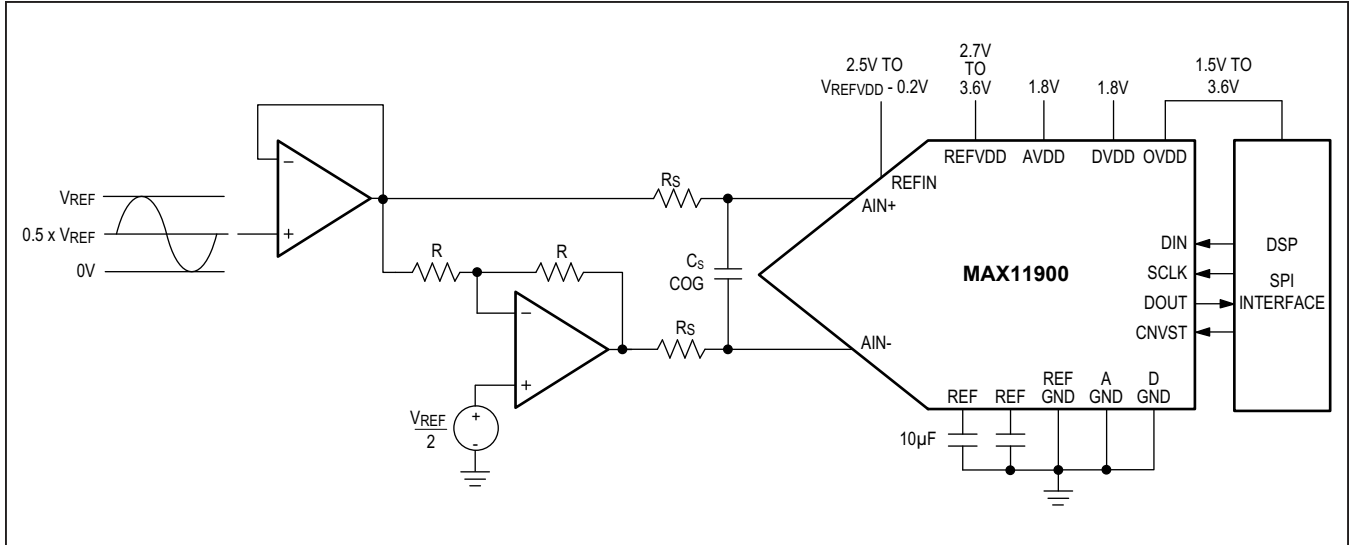 2.5V TO
VREFVDD - 0.2V
2.7V
TO
3.6V
1.8V
1.8V
1.5V TO
3.6V
REFVDD
AVDD
DVDD
OVDD
REFIN
AIN+
VREF
0.5 x VREF
0V
-
+
RS
R
R
CS
COG
-
+
RS
AIN-
VREF
2
+
-
MAX11900
DIN
SCLK
DOUT
CNVST
DSP
SPI
INTERFACE
REF
REF
REF
GND
A
GND
D
GND
10µF